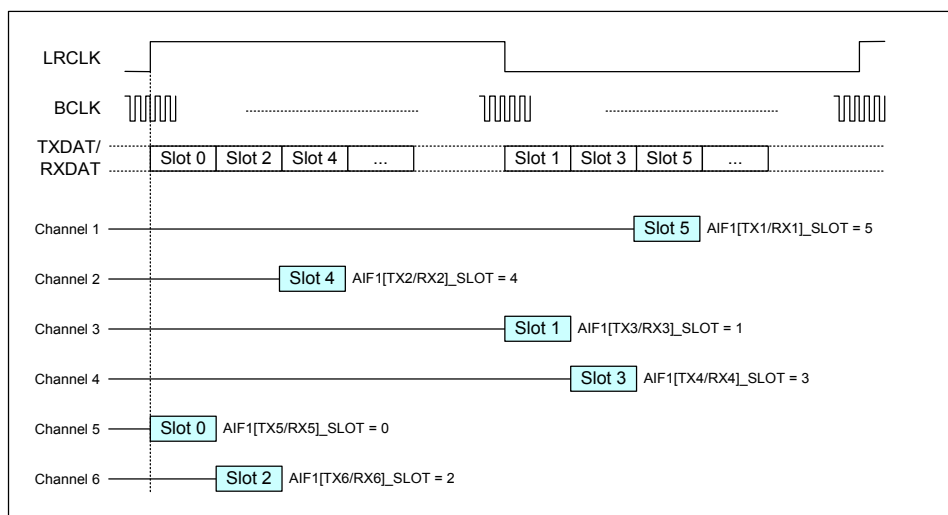 LRCLK
BCLK
TXDAT/
RXDAT
Slot 0 Slot 2 Slot 4 ... Slot 1 Slot 3 Slot 5 ...
Channel 1 Slot 5 AIF1[TX1/RX1]_SLOT = 5
Channel 2 Slot 4 AIF1[TX2/RX2]_SLOT = 4
Channel 3 Slot 1 AIF1[TX3/RX3]_SLOT = 1
Channel 4 Slot 3 AIF1[TX4/RX4]_SLOT = 3
Channel 5 Slot 0 AIF1[TX5/RX5]_SLOT = 0
Channel 6 Slot 2 AIF1[TX6/RX6]_SLOT = 2